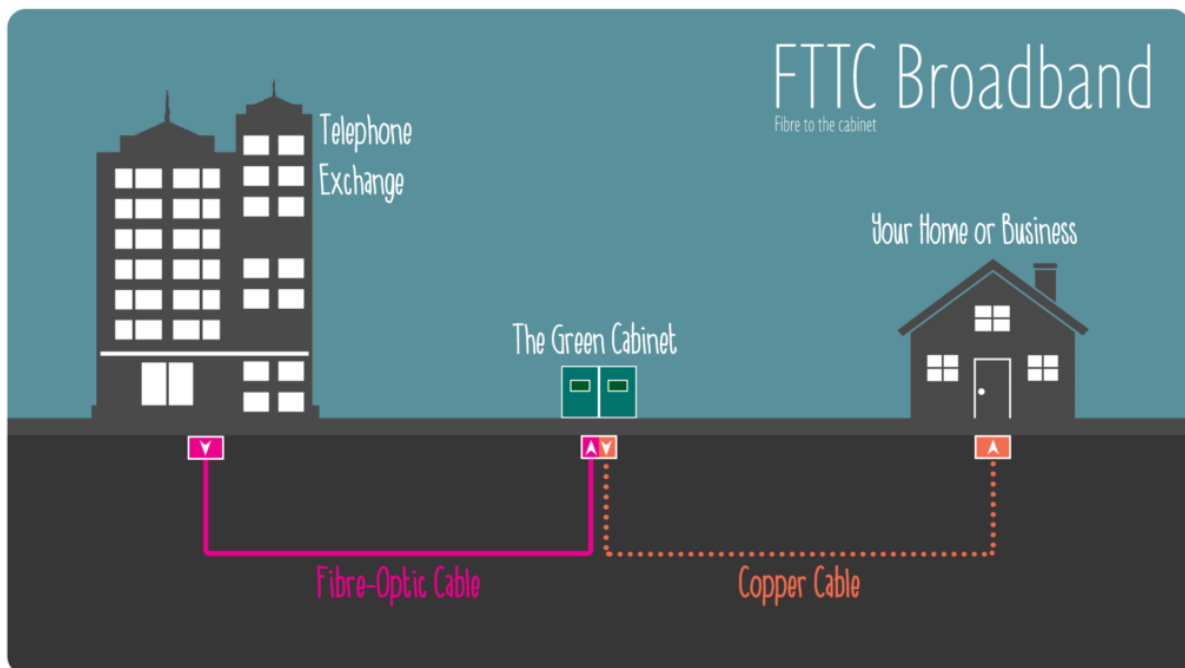 FTTC Broadband
Fibre to the cabinet
Telephone
Exchange
Your Home or Business
The Green Cabinet
Fibre-Optic Cable
Copper Cable